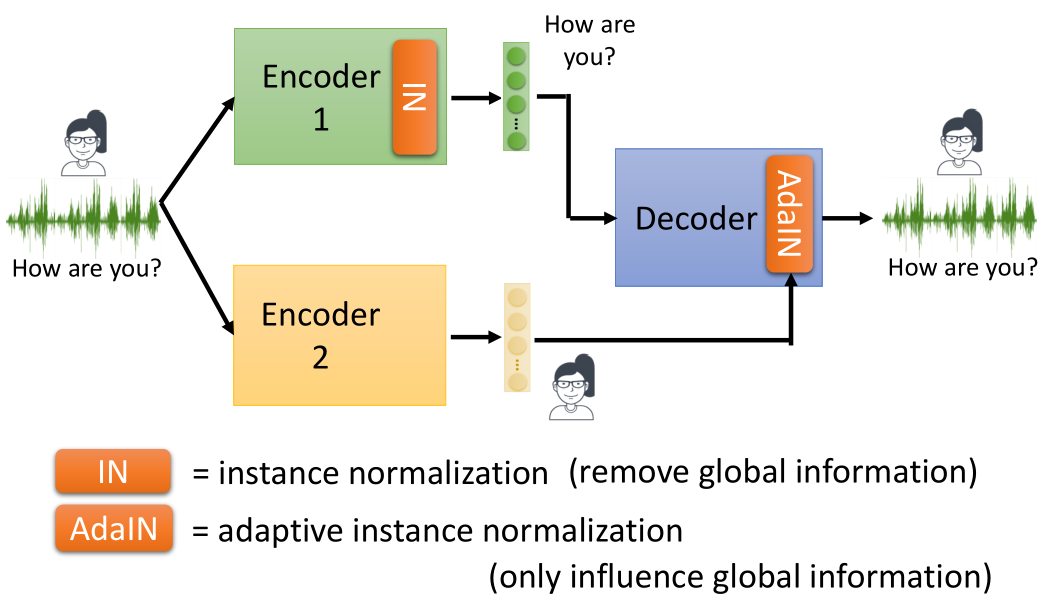 How are
you?
Encoder
1
IN
How are you?
Decoder
AdaIN
How are you?
Encoder
2
IN = instance normalization (remove global information)
AdaIN = adaptive instance normalization
(only influence global information)